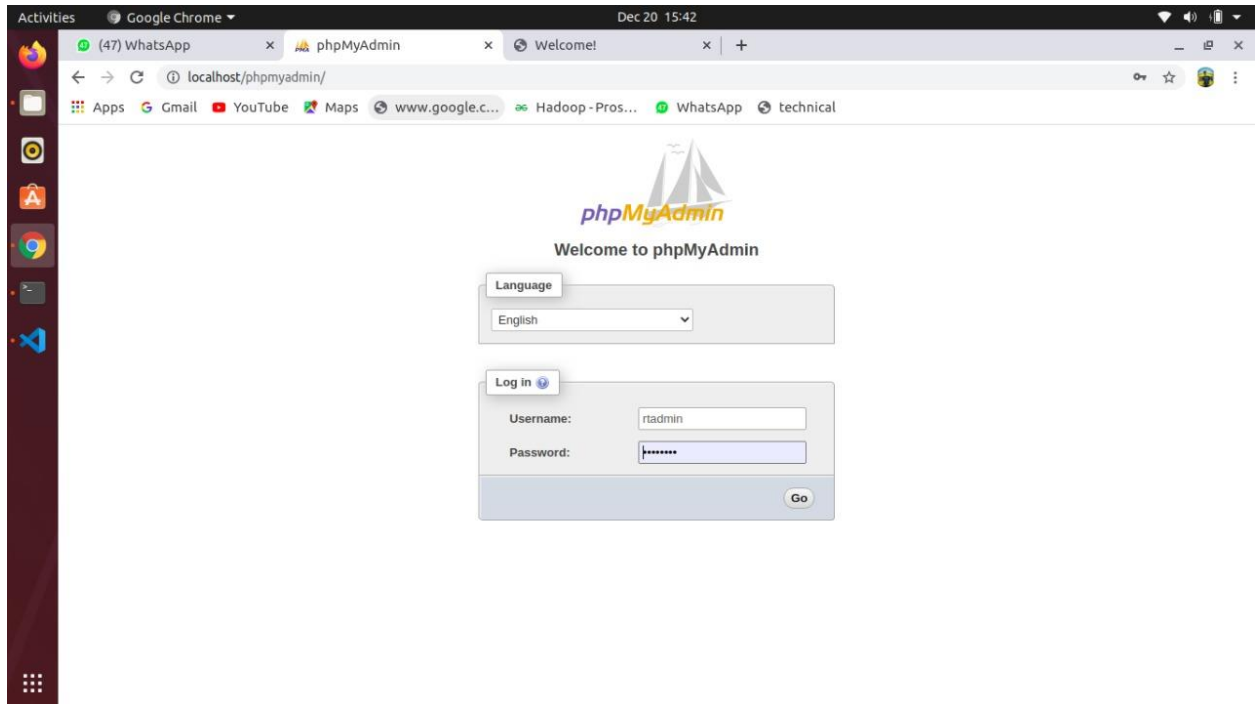 Activities Google Chrome Dec 20 15:42
(47) WhatsApp phpMyAdmin Welcome!
localhost/phpmyadmin/
Apps Gmail YouTube Maps www.google.c... Hadoop - Pros... WhatsApp technical
phpMyAdmin
Welcome to phpMyAdmin
Language
English
Log in
Username: rtadmin
Password: ••••••••
Go